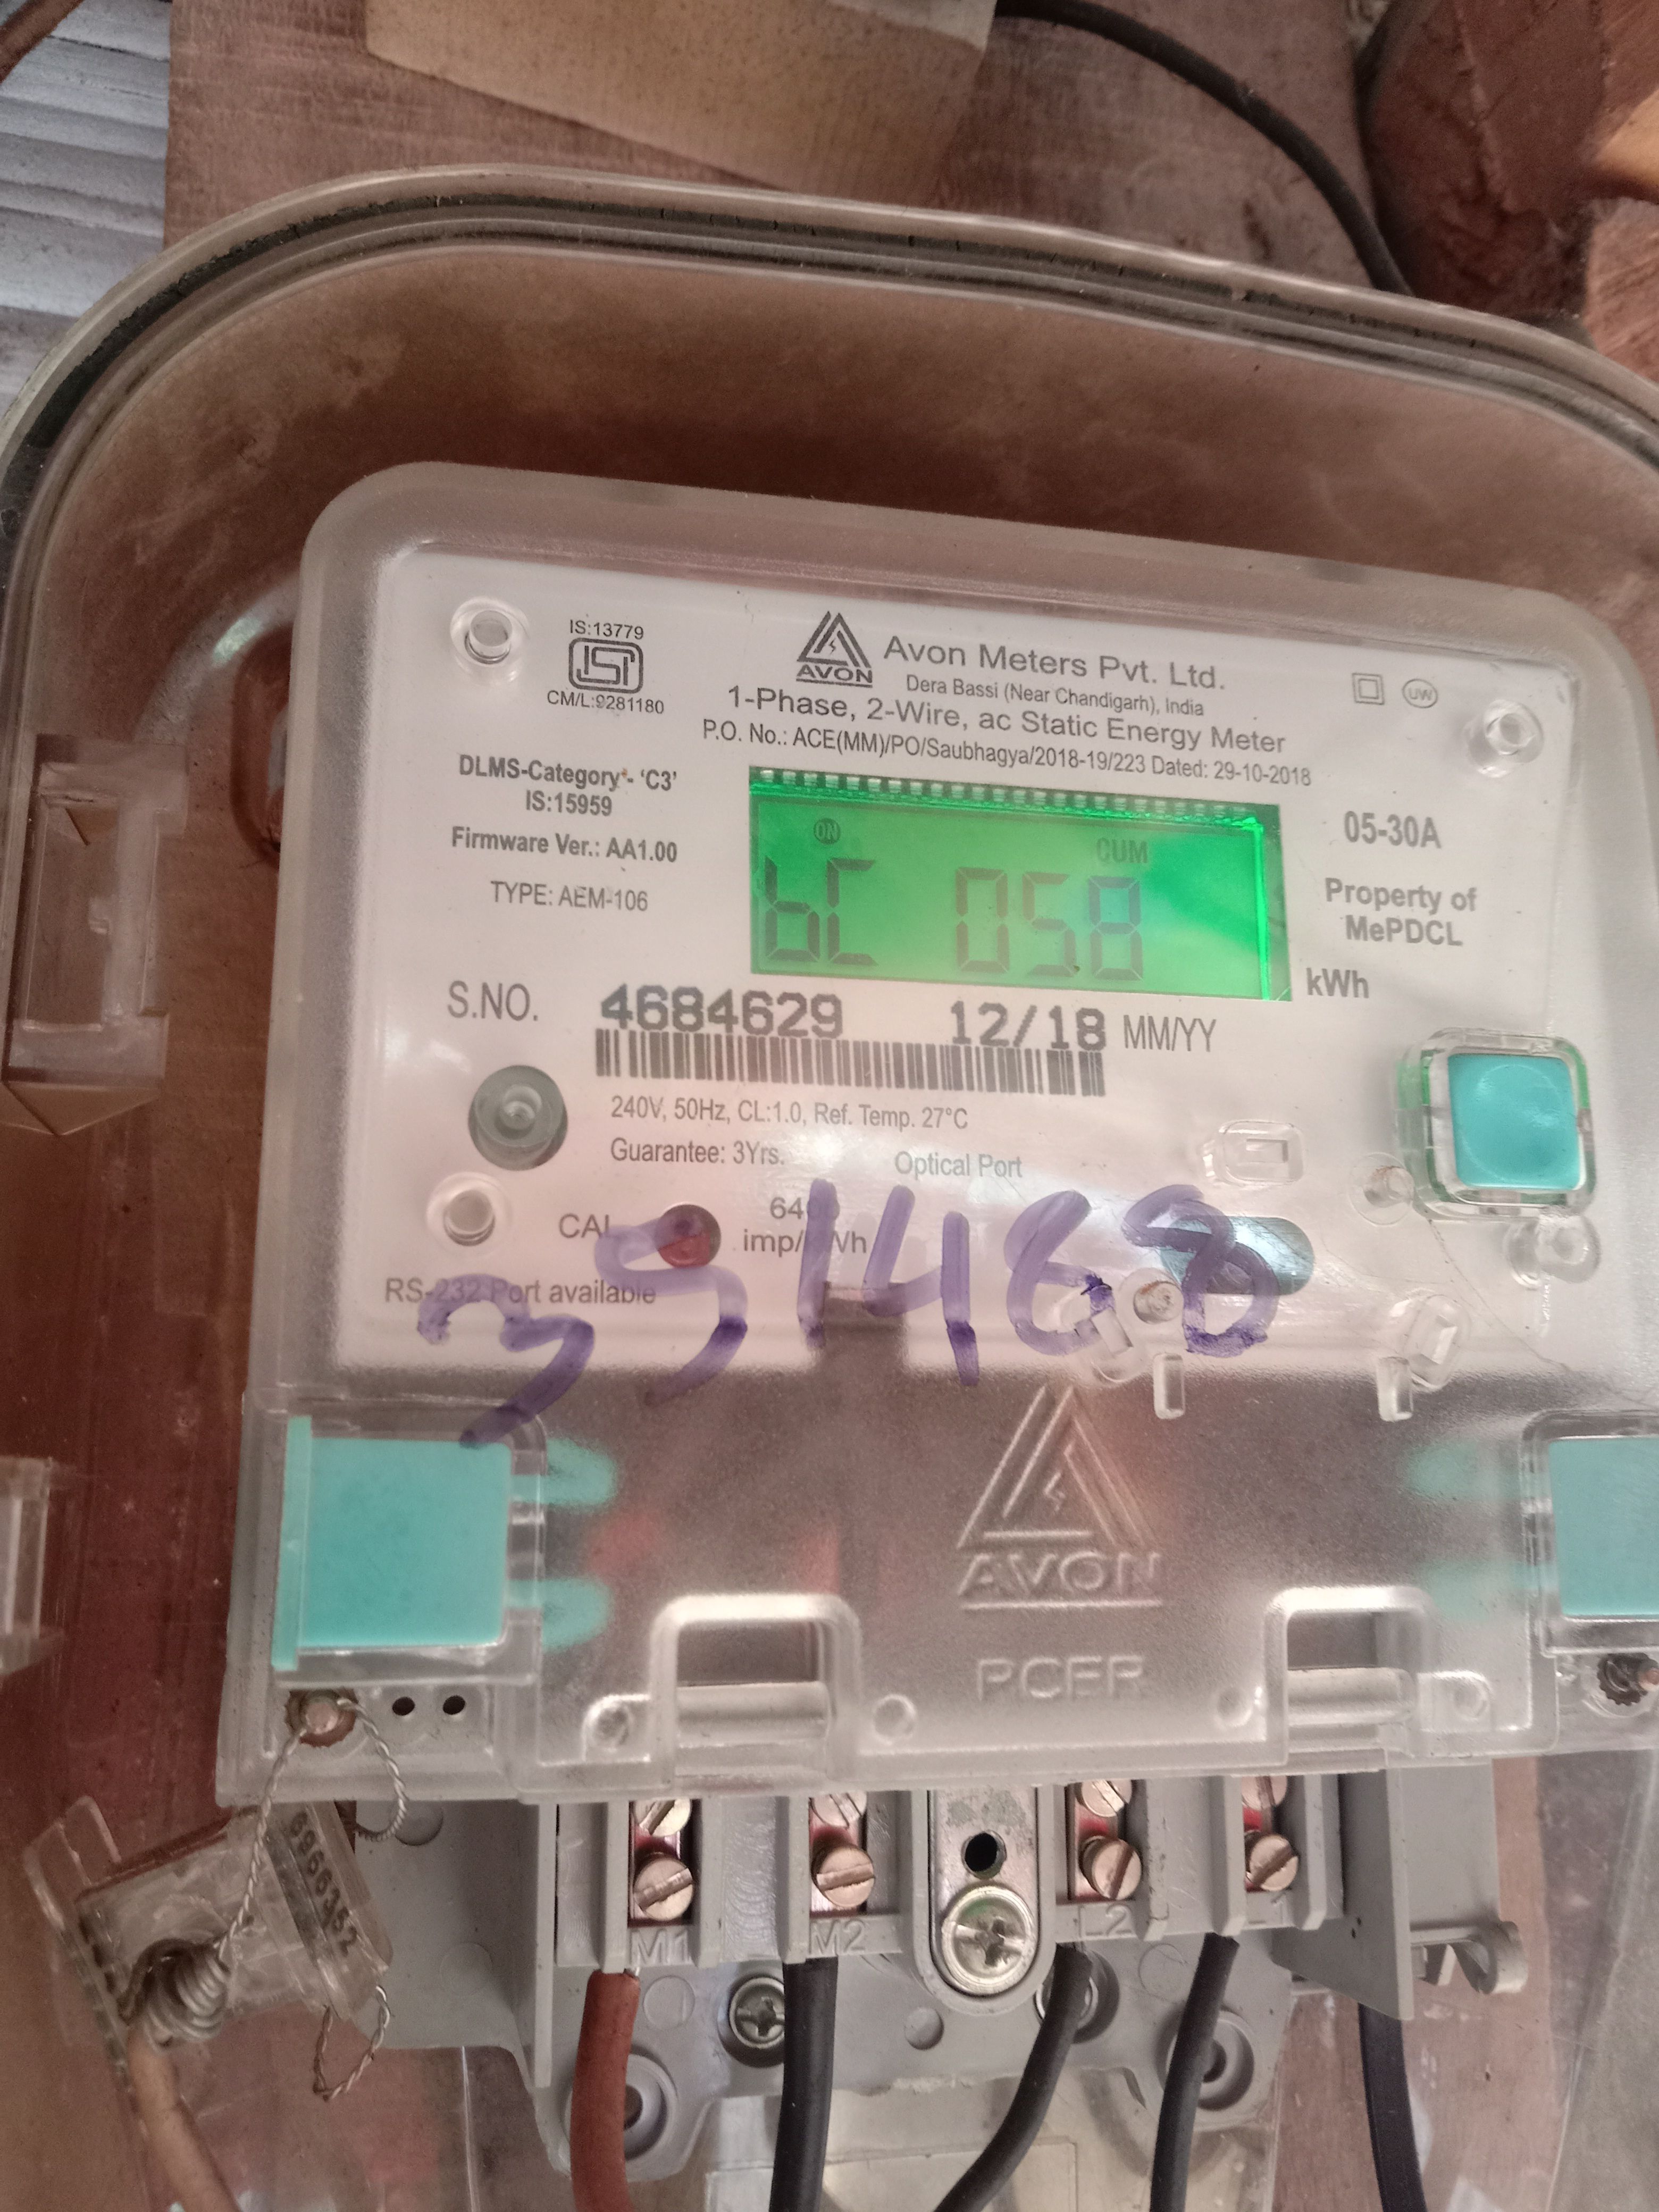 IS:13779
ISI
CM/L:9281180
AVON
Avon Meters Pvt. Ltd.
Dera Bassi (Near Chandigarh), India
1-Phase, 2-Wire, ac Static Energy Meter
P.O. No.: ACE(MM)/PO/Saubhagya/2018-19/223 Dated: 29-10-2018
UW
DLMS-Category - 'C3'
IS:15959
Firmware Ver.: AA1.00
TYPE: AEM-106
ON
CUM
bC 058
05-30A
Property of
MePDCL
kWh
S.NO. 4684629 12/18 MM/YY
240V, 50Hz, CL:1.0, Ref. Temp. 27°C
Guarantee: 3Yrs.
Optical Port
CAL
RS-232 Port available
AVON
M1 M2 L2